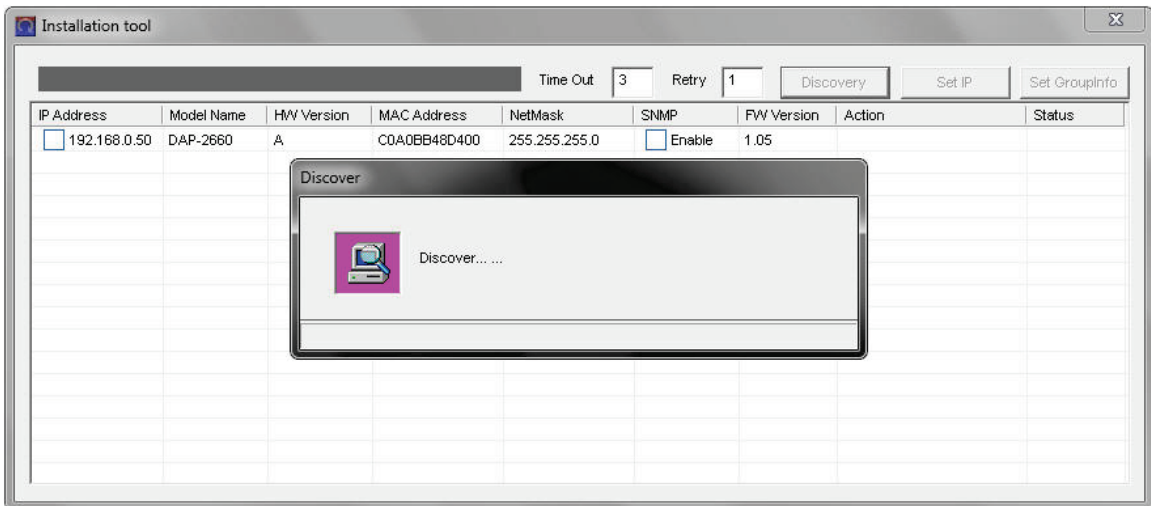 Installation tool
Time Out 3 Retry 1 Discovery Set IP Set GroupInfo
IP Address Model Name HW Version MAC Address NetMask SNMP FW Version Action Status
192.168.0.50 DAP-2660 A C0A0BB48D400 255.255.255.0 Enable 1.05
Discover
Discover... ...